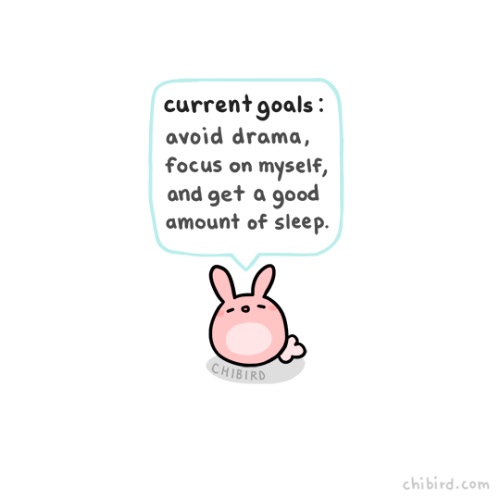 current goals:
avoid drama,
focus on myself,
and get a good
amount of sleep.
CHIBIRD
chibird.com